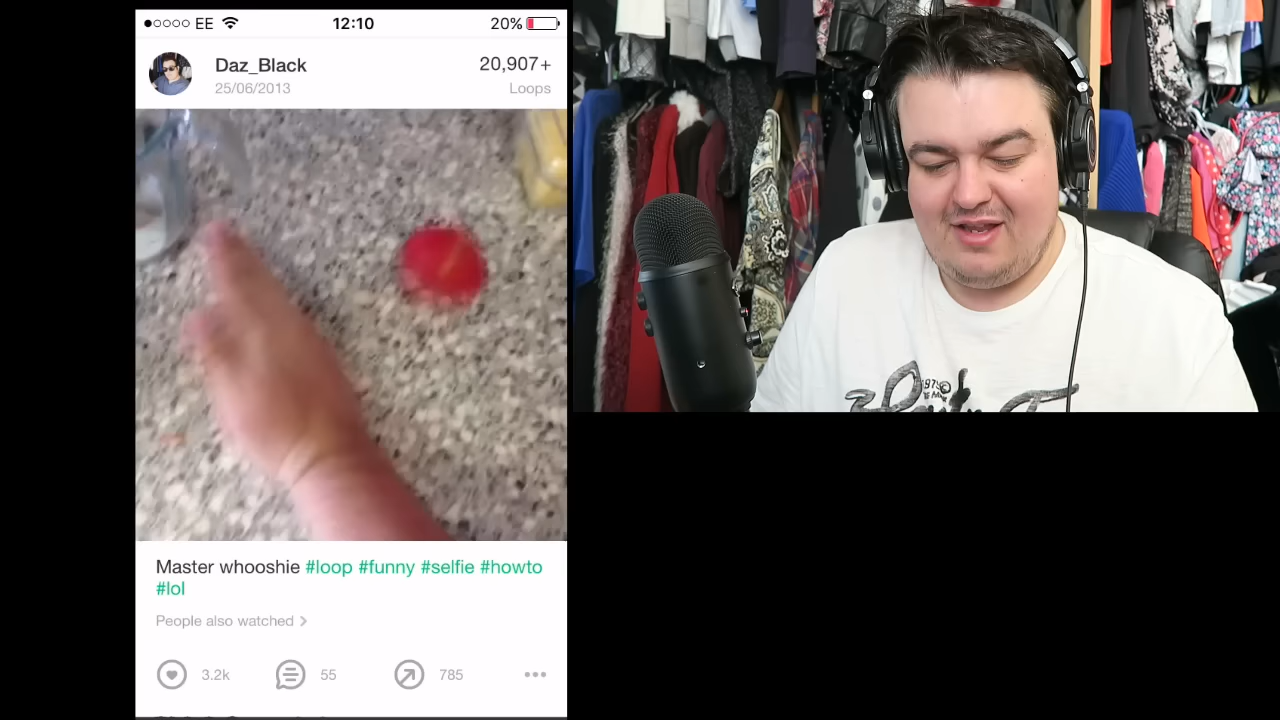 EE 12:10 20%
Daz_Black 20,907+
25/06/2013 Loops
Master whooshie #loop #funny #selfie #howto
#lol
People also watched
3.2k 55 785